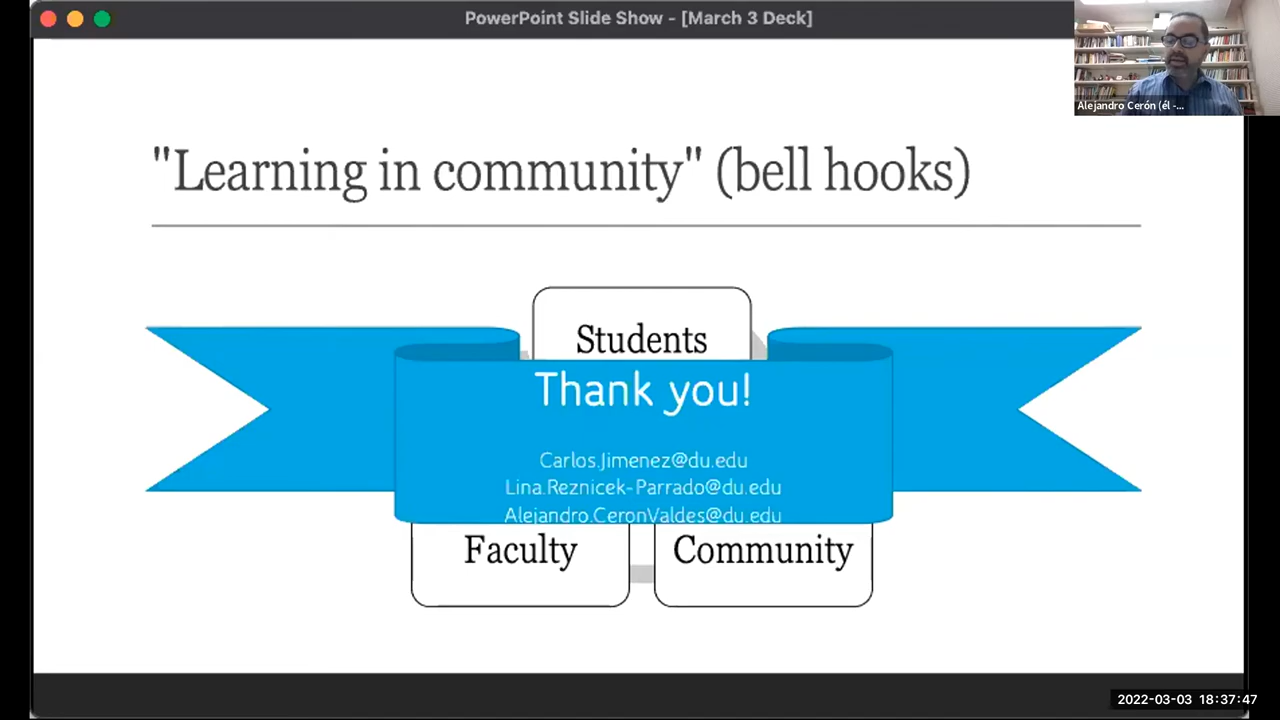 PowerPoint Slide Show - [March 3 Deck]
Alejandro Cerón (él -...
"Learning in community" (bell hooks)
Students
Thank you!
Carlos.Jimenez@du.edu
Lina.Reznicek-Parrado@du.edu
Alejandro.CeronValdes@du.edu
Faculty
Community
2022-03-03 18:37:47